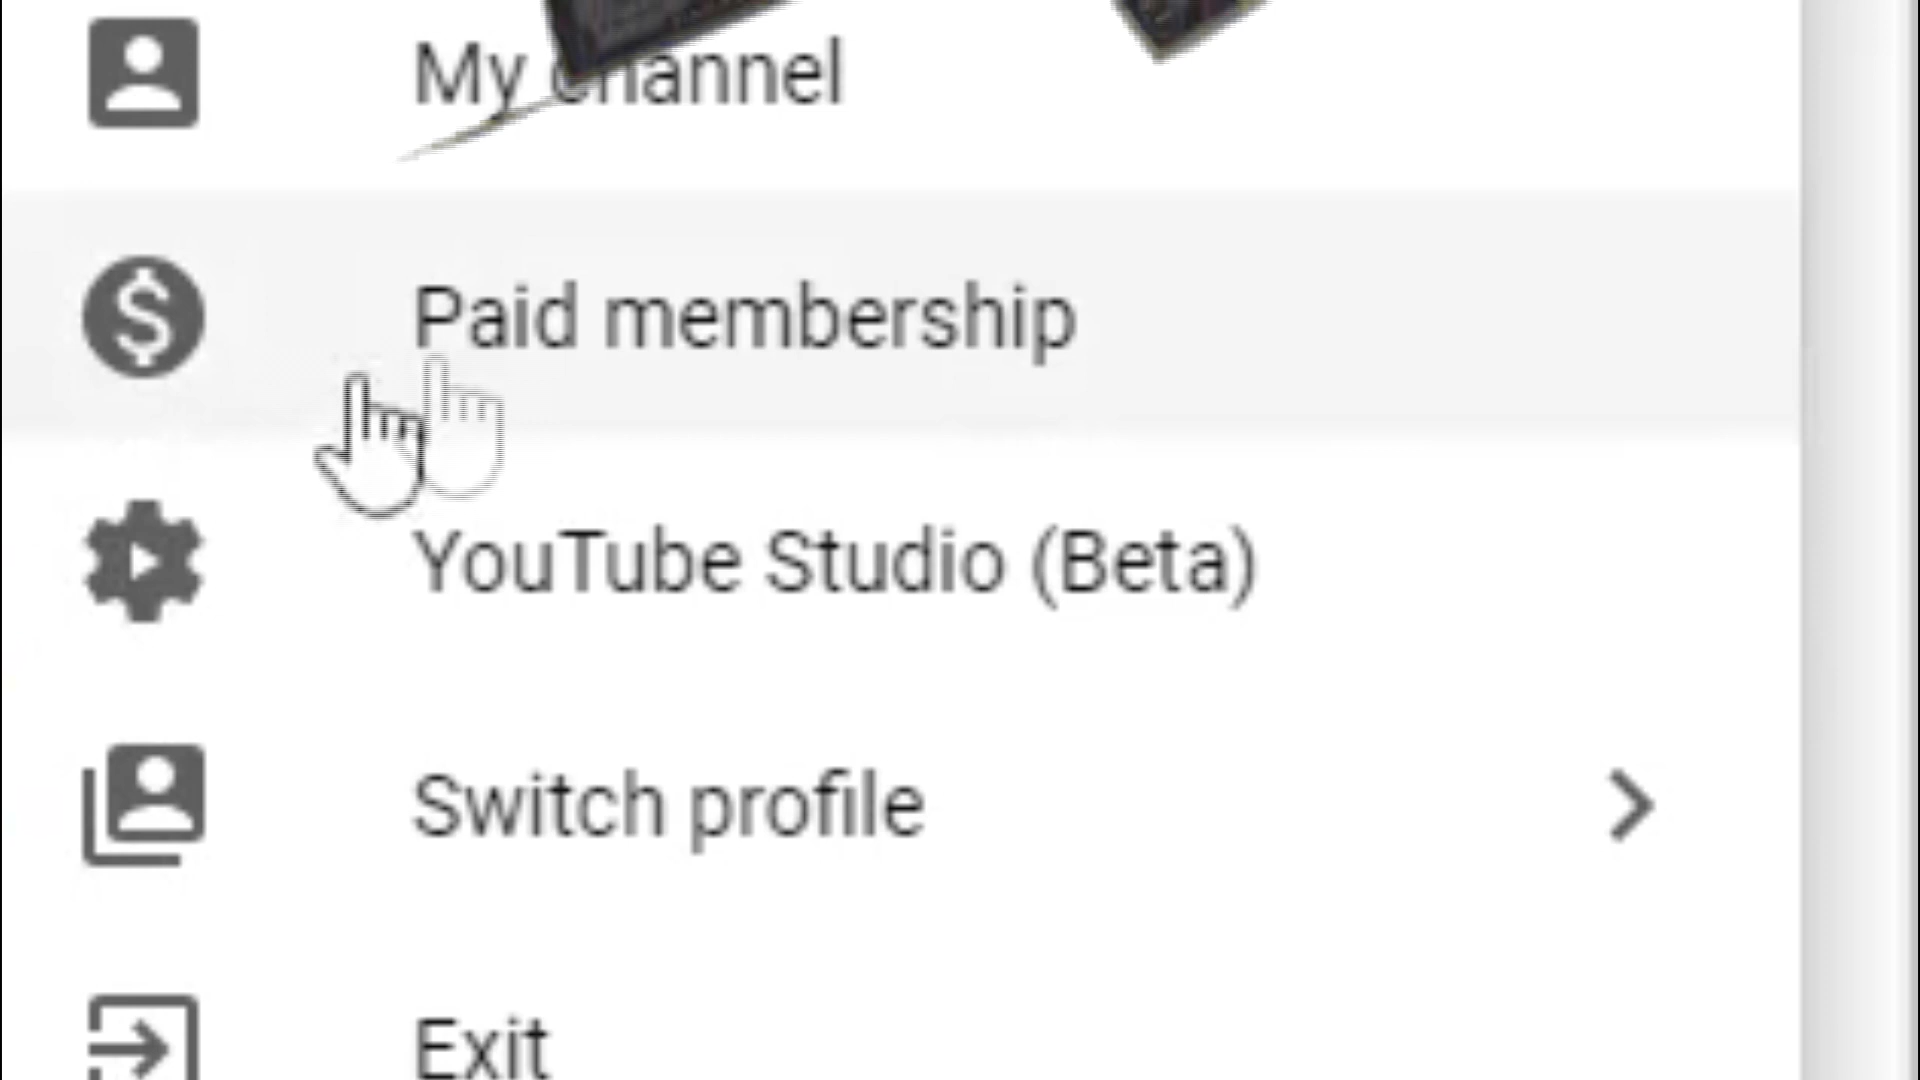 My channel
Paid membership
YouTube Studio (Beta)
Switch profile
Exit